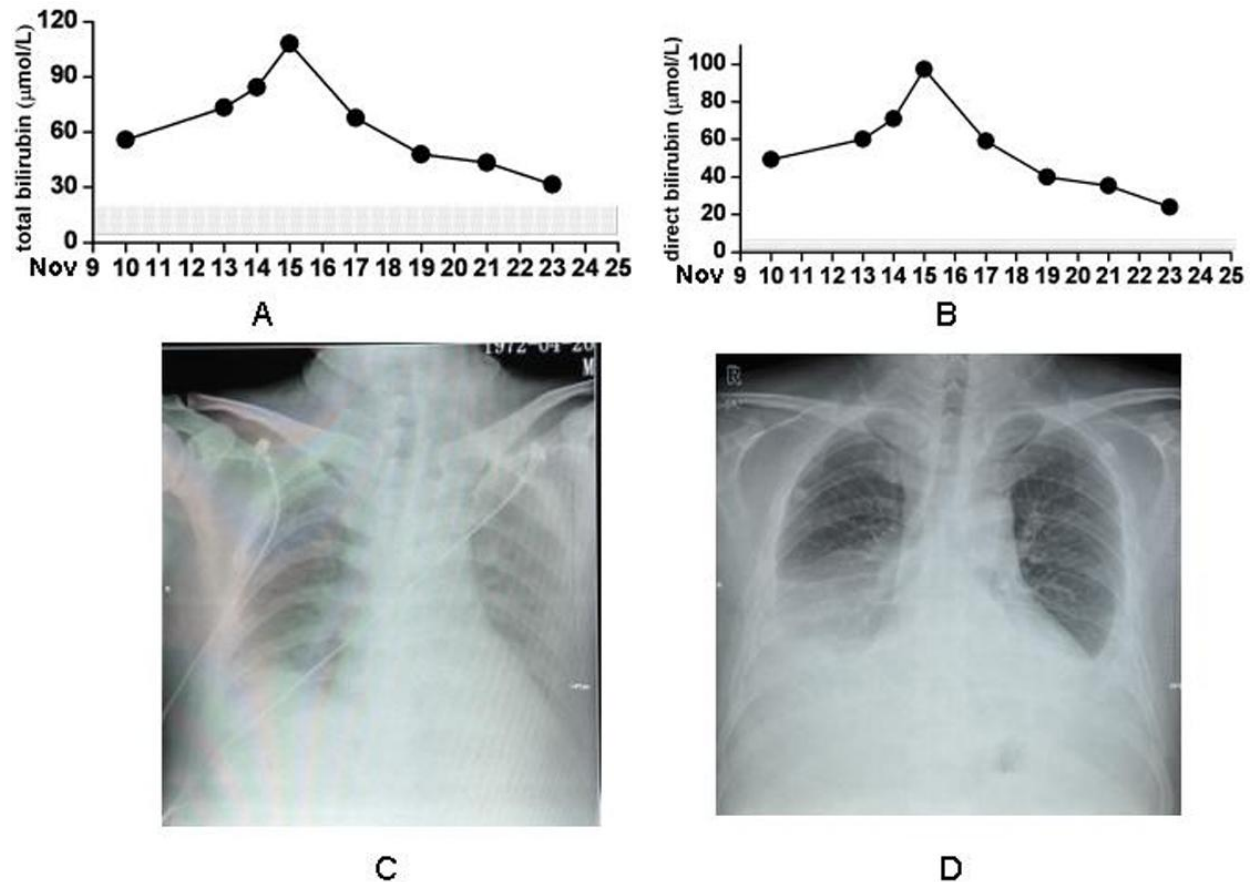 total bilirubin (μmol/L)
120
90
60
30
0
Nov 9 10 11 12 13 14 15 16 17 18 19 20 21 22 23 24 25
A
direct bilirubin (μmol/L)
100
80
60
40
20
0
Nov 9 10 11 12 13 14 15 16 17 18 19 20 21 22 23 24 25
B
1972-04-20
M
C
R
D